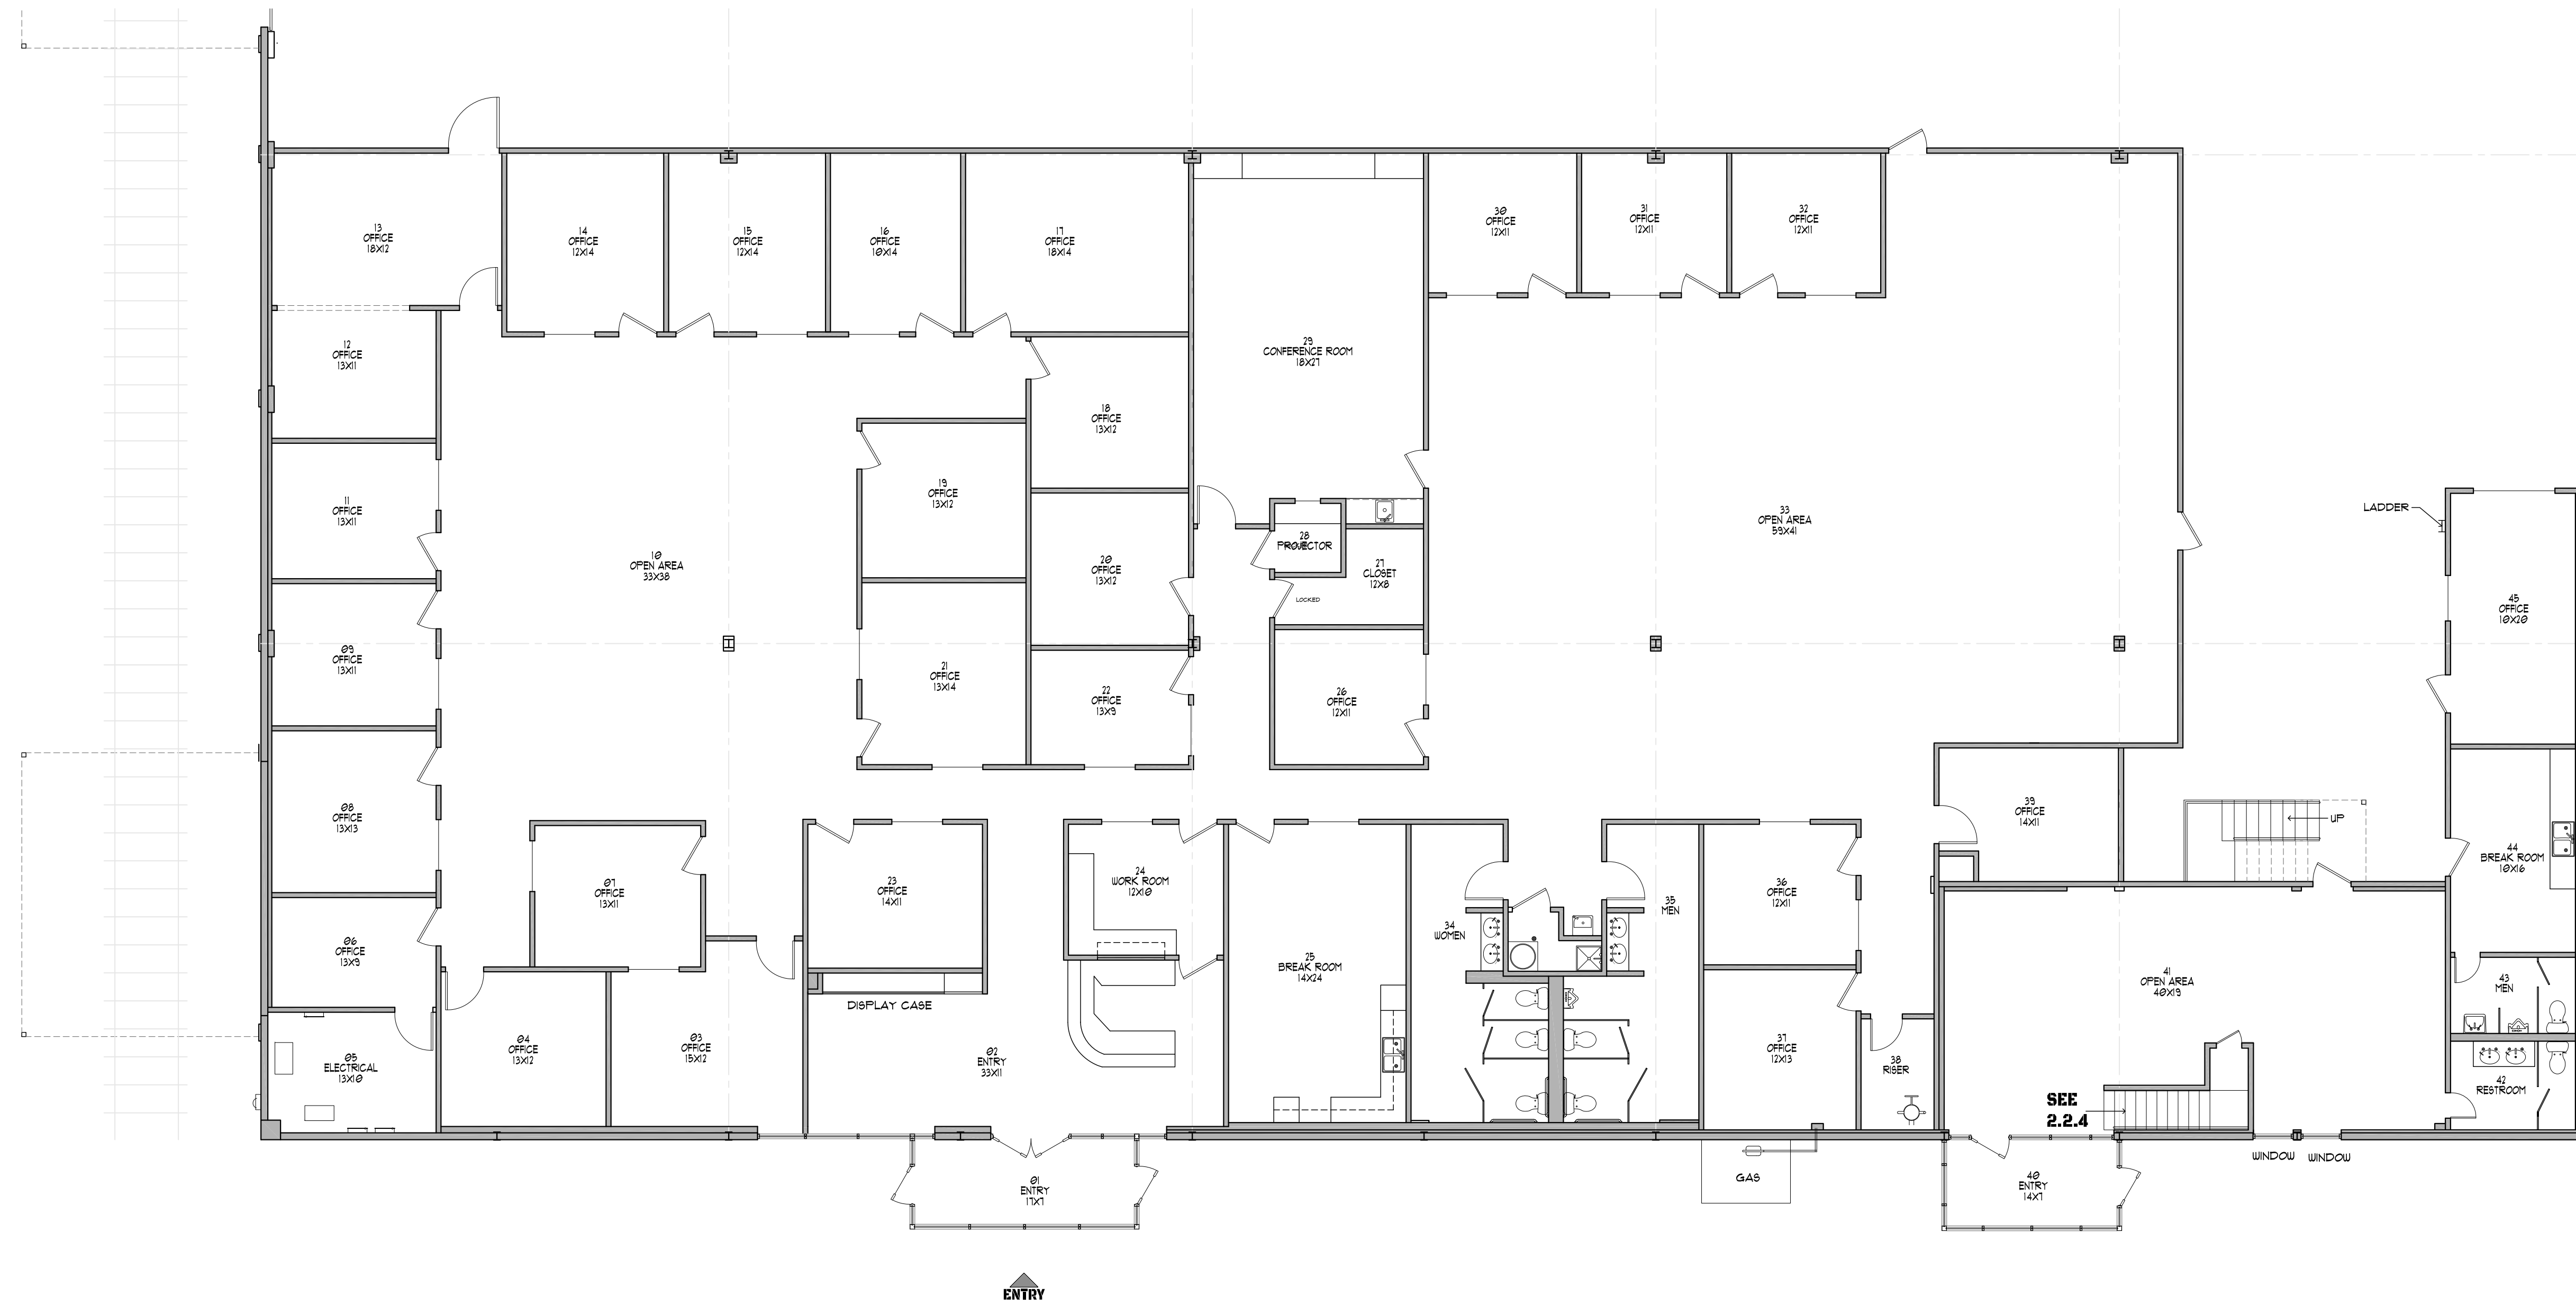 13
OFFICE
18X12
14
OFFICE
12X14
15
OFFICE
12X14
16
OFFICE
10X14
17
OFFICE
18X14
30
OFFICE
12X11
31
OFFICE
12X11
32
OFFICE
12X11
12
OFFICE
13X11
29
CONFERENCE ROOM
18X27
18
OFFICE
13X12
11
OFFICE
13X11
19
OFFICE
13X12
33
OPEN AREA
59X41
LADDER
10
OPEN AREA
33X38
20
OFFICE
13X12
28
PROJECTOR
27
CLOSET
12X8
LOCKED
45
OFFICE
10X20
09
OFFICE
13X11
21
OFFICE
13X14
22
OFFICE
13X9
26
OFFICE
12X11
08
OFFICE
13X13
39
OFFICE
14X11
UP
44
BREAK ROOM
10X16
07
OFFICE
13X11
23
OFFICE
14X11
24
WORK ROOM
12X10
36
OFFICE
12X11
35
MEN
34
WOMEN
06
OFFICE
13X9
25
BREAK ROOM
14X24
41
OPEN AREA
40X19
43
MEN
DISPLAY CASE
04
OFFICE
13X12
03
OFFICE
15X12
02
ENTRY
33X11
05
ELECTRICAL
13X10
37
OFFICE
12X13
38
RISER
42
RESTROOM
SEE
2.2.4
WINDOW
WINDOW
01
ENTRY
17X7
GAS
40
ENTRY
14X7
ENTRY